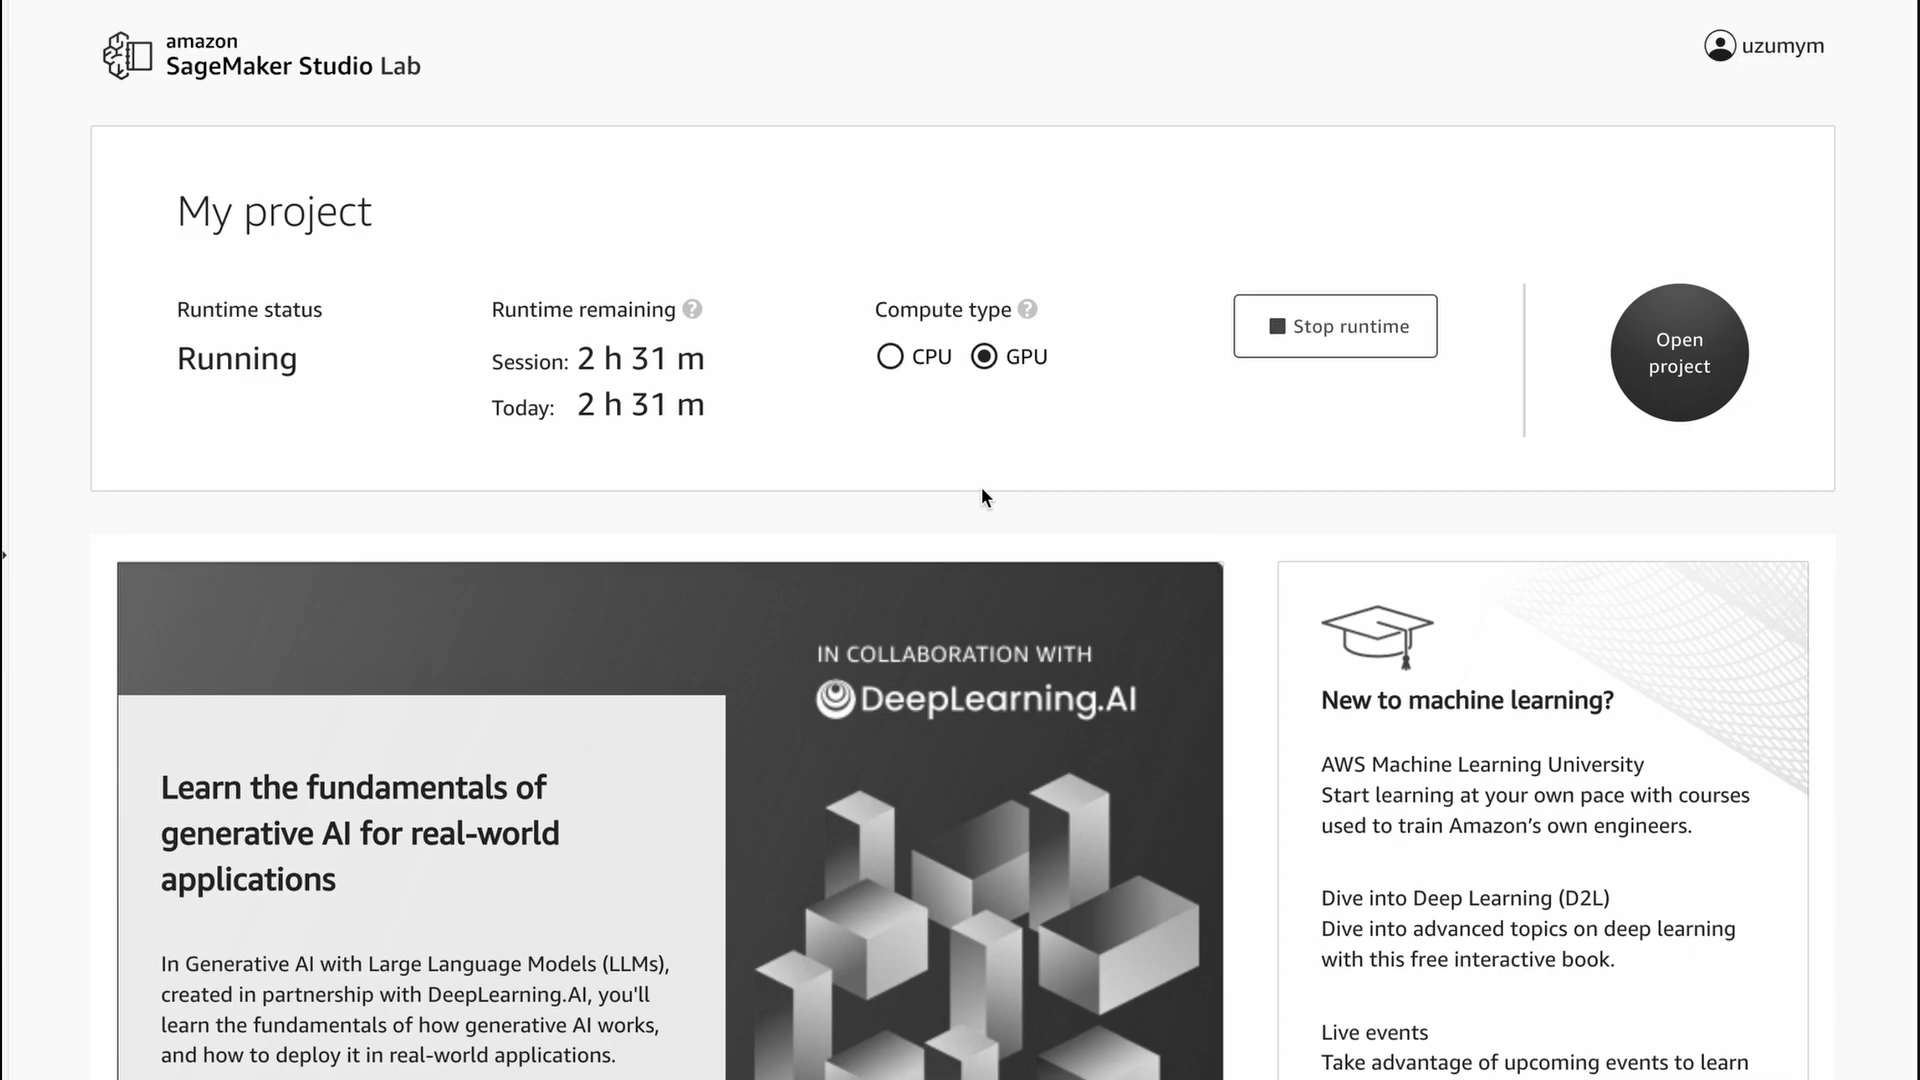 amazon
SageMaker Studio Lab
uzumym
My project
Runtime status
Running
Runtime remaining ?
Session: 2 h 31 m
Today: 2 h 31 m
Compute type ?
CPU GPU
Stop runtime
Open
project
IN COLLABORATION WITH
DeepLearning.AI
Learn the fundamentals of
generative AI for real-world
applications
In Generative AI with Large Language Models (LLMs),
created in partnership with DeepLearning.AI, you'll
learn the fundamentals of how generative AI works,
and how to deploy it in real-world applications.
New to machine learning?
AWS Machine Learning University
Start learning at your own pace with courses
used to train Amazon’s own engineers.
Dive into Deep Learning (D2L)
Dive into advanced topics on deep learning
with this free interactive book.
Live events
Take advantage of upcoming events to learn